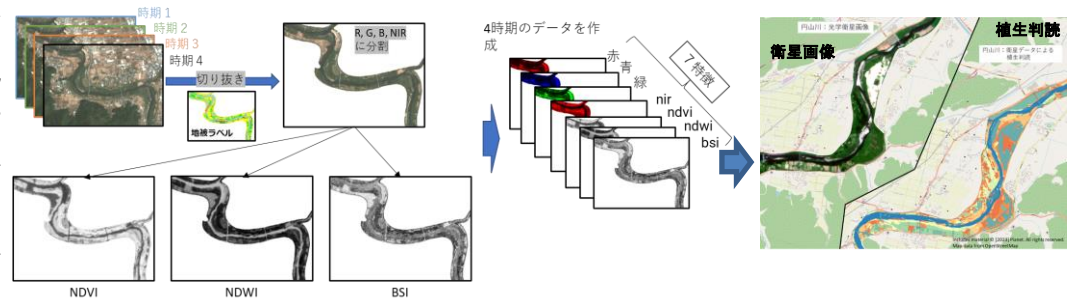 時期1
時期2
時期3
時期4
切り抜き
地被ラベル
R, G, B, NIR
に分割
NDVI
NDWI
BSI
4時期のデータを作
成
赤
青
緑
nir
ndvi
ndwi
bsi
7特徴
円山川:光学衛星画像
衛星画像
植生判読
円山川:衛星データによる
植生判読